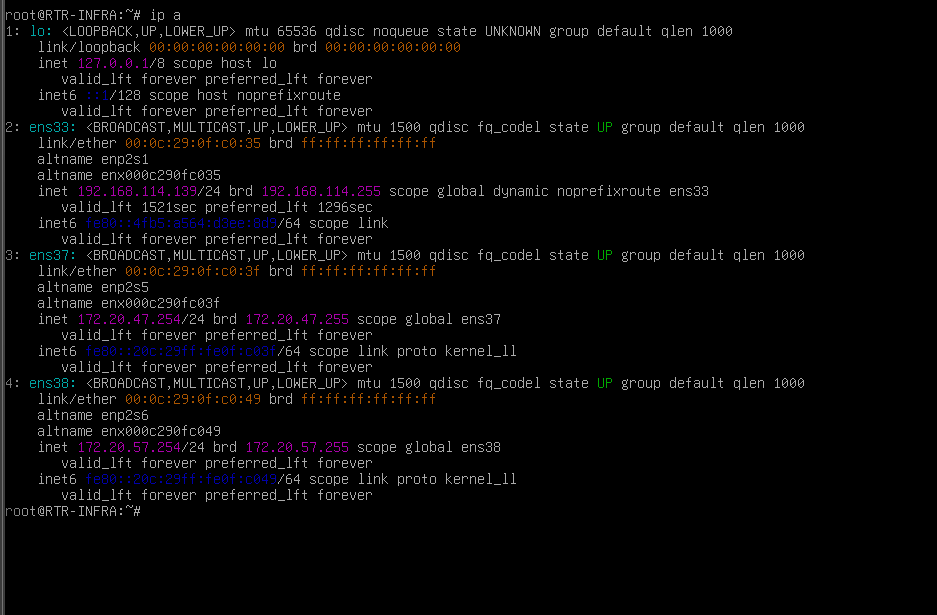 root@RTR-INFRA:~# ip a
1: lo: <LOOPBACK,UP,LOWER_UP> mtu 65536 qdisc noqueue state UNKNOWN group default qlen 1000
    link/loopback 00:00:00:00:00:00 brd 00:00:00:00:00:00
    inet 127.0.0.1/8 scope host lo
       valid_lft forever preferred_lft forever
    inet6 ::1/128 scope host noprefixroute
       valid_lft forever preferred_lft forever
2: ens33: <BROADCAST,MULTICAST,UP,LOWER_UP> mtu 1500 qdisc fq_codel state UP group default qlen 1000
    link/ether 00:0c:29:0f:c0:35 brd ff:ff:ff:ff:ff:ff
    altname enp2s1
    altname enx000c290fc035
    inet 192.168.114.139/24 brd 192.168.114.255 scope global dynamic noprefixroute ens33
       valid_lft 1521sec preferred_lft 1296sec
    inet6 /64 scope link
       valid_lft forever preferred_lft forever
3: ens37: <BROADCAST,MULTICAST,UP,LOWER_UP> mtu 1500 qdisc fq_codel state UP group default qlen 1000
    link/ether 00:0c:29:0f:c0:3f brd ff:ff:ff:ff:ff:ff
    altname enp2s5
    altname enx000c290fc03f
    inet 172.20.47.254/24 brd 172.20.47.255 scope global ens37
       valid_lft forever preferred_lft forever
    inet6 fe80::20c:29ff:fe0f:c03f/64 scope link proto kernel_ll
       valid_lft forever preferred_lft forever
4: ens38: <BROADCAST,MULTICAST,UP,LOWER_UP> mtu 1500 qdisc fq_codel state UP group default qlen 1000
    link/ether 00:0c:29:0f:c0:49 brd ff:ff:ff:ff:ff:ff
    altname enp2s6
    altname enx000c290fc049
    inet 172.20.57.254/24 brd 172.20.57.255 scope global ens38
       valid_lft forever preferred_lft forever
    inet6 fe80::20c:29ff:fe0f:c049/64 scope link proto kernel_ll
       valid_lft forever preferred_lft forever
root@RTR-INFRA:~#